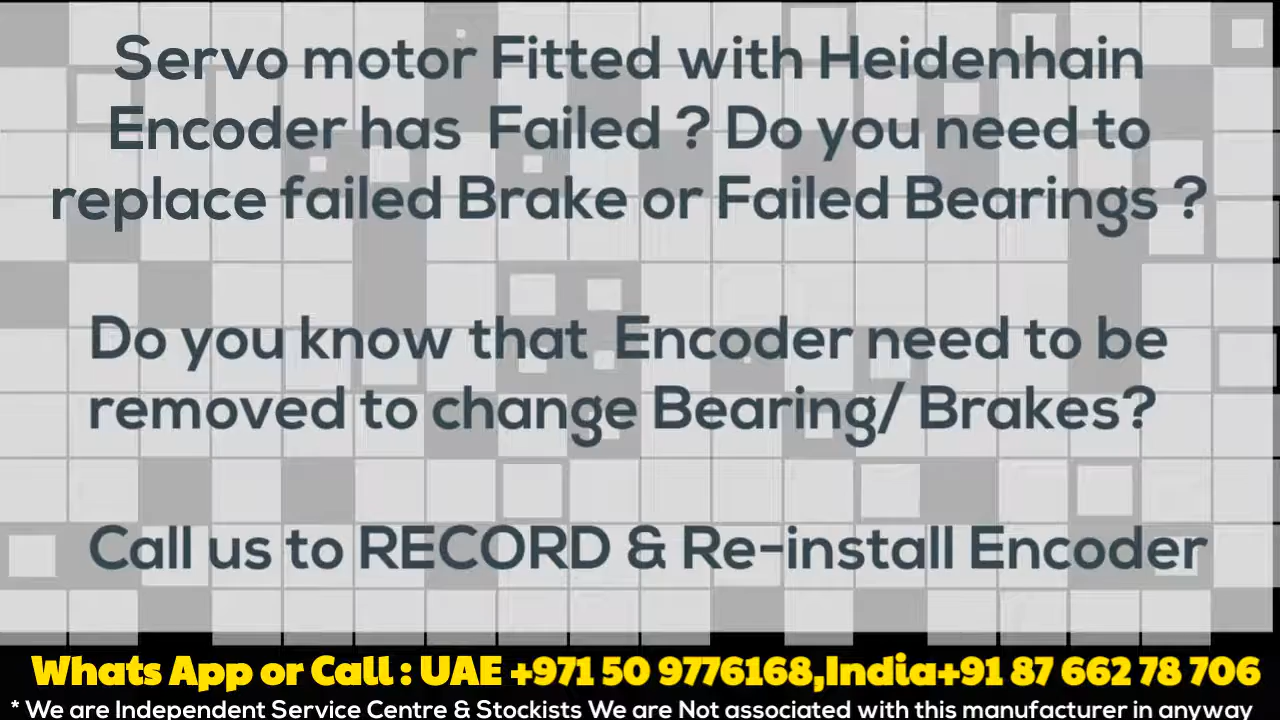 Servo motor Fitted with Heidenhain
Encoder has Failed ? Do you need to
replace failed Brake or Failed Bearings ?
Do you know that Encoder need to be
removed to change Bearing/ Brakes?
Call us to RECORD & Re-install Encoder
Whats App or Call : UAE +971 50 9776168,India+91 87 662 78 706
* We are Independent Service Centre & Stockists We are Not associated with this manufacturer in anyway